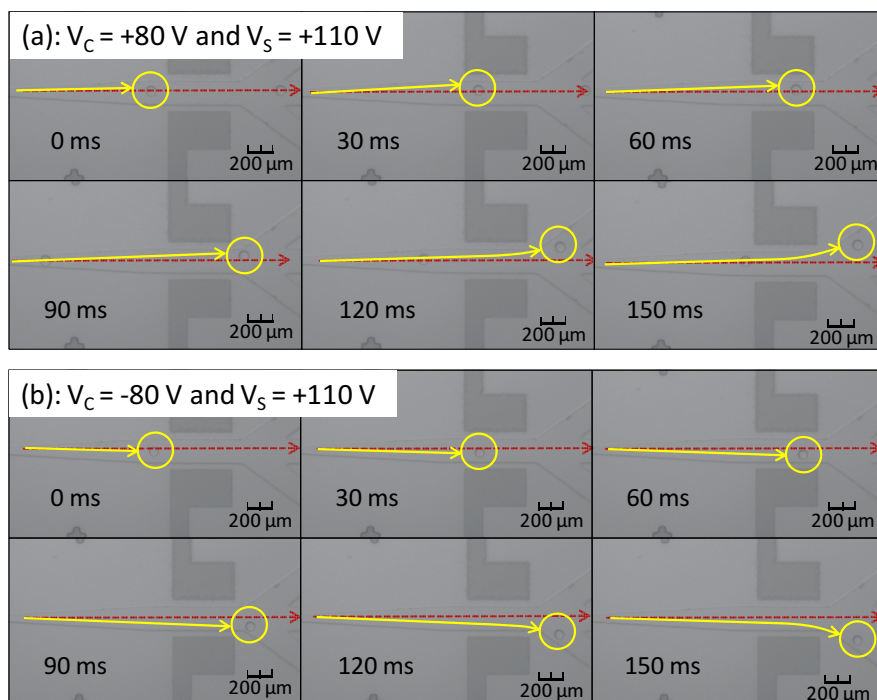 (a): V_C = +80 V and V_S = +110 V
0 ms
200 µm
30 ms
200 µm
60 ms
200 µm
90 ms
200 µm
120 ms
200 µm
150 ms
200 µm
(b): V_C = -80 V and V_S = +110 V
0 ms
200 µm
30 ms
200 µm
60 ms
200 µm
90 ms
200 µm
120 ms
200 µm
150 ms
200 µm